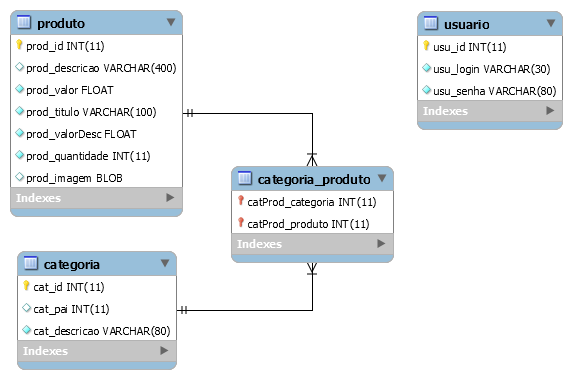 produto
prod_id INT(11)
prod_descricao VARCHAR(400)
prod_valor FLOAT
prod_titulo VARCHAR(100)
prod_valorDesc FLOAT
prod_quantidade INT(11)
prod_imagem BLOB
Indexes
usuario
usu_id INT(11)
usu_login VARCHAR(30)
usu_senha VARCHAR(80)
Indexes
categoria_produto
catProd_categoria INT(11)
catProd_produto INT(11)
Indexes
categoria
cat_id INT(11)
cat_pai INT(11)
cat_descricao VARCHAR(80)
Indexes